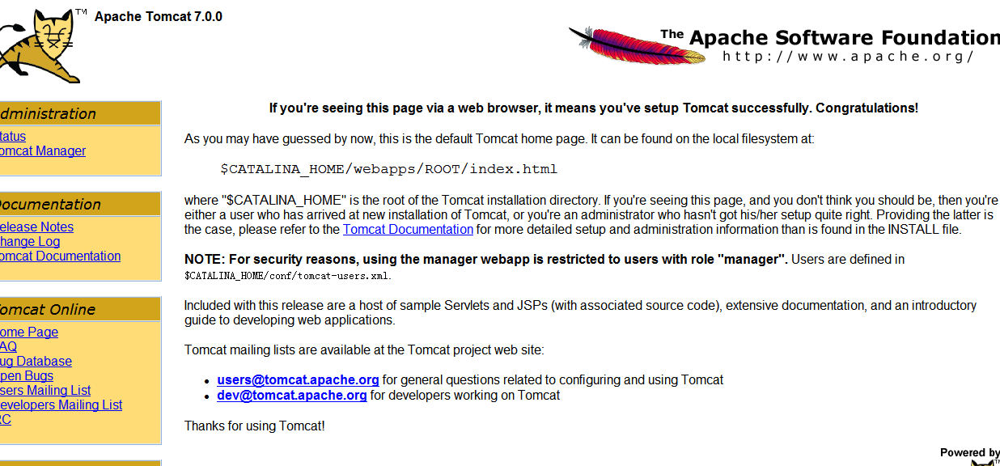 TM
Apache Tomcat 7.0.0
The Apache Software Foundation
http://www.apache.org/
dministration
tatus
omcat Manager
ocumentation
elease Notes
hange Log
omcat Documentation
omcat Online
ome Page
AQ
ug Database
pen Bugs
sers Mailing List
evelopers Mailing List
RC
If you're seeing this page via a web browser, it means you've setup Tomcat successfully. Congratulations!
As you may have guessed by now, this is the default Tomcat home page. It can be found on the local filesystem at:
$CATALINA_HOME/webapps/ROOT/index.html
where "$CATALINA_HOME" is the root of the Tomcat installation directory. If you're seeing this page, and you don't think you should be, then you're
either a user who has arrived at new installation of Tomcat, or you're an administrator who hasn't got his/her setup quite right. Providing the latter is
the case, please refer to the Tomcat Documentation for more detailed setup and administration information than is found in the INSTALL file.
NOTE: For security reasons, using the manager webapp is restricted to users with role "manager". Users are defined in
$CATALINA_HOME/conf/tomcat-users.xml.
Included with this release are a host of sample Servlets and JSPs (with associated source code), extensive documentation, and an introductory
guide to developing web applications.
Tomcat mailing lists are available at the Tomcat project web site:
• users@tomcat.apache.org for general questions related to configuring and using Tomcat
• dev@tomcat.apache.org for developers working on Tomcat
Thanks for using Tomcat!
Powered by
TM